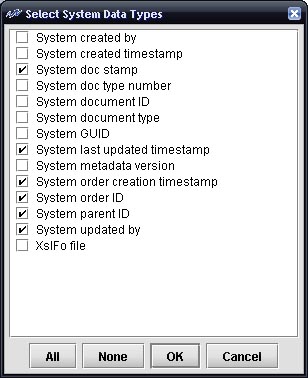 Select System Data Types
System created by
System created timestamp
System doc stamp
System doc type number
System document ID
System document type
System GUID
System last updated timestamp
System metadata version
System order creation timestamp
System order ID
System parent ID
System updated by
XslFo file
All None OK Cancel